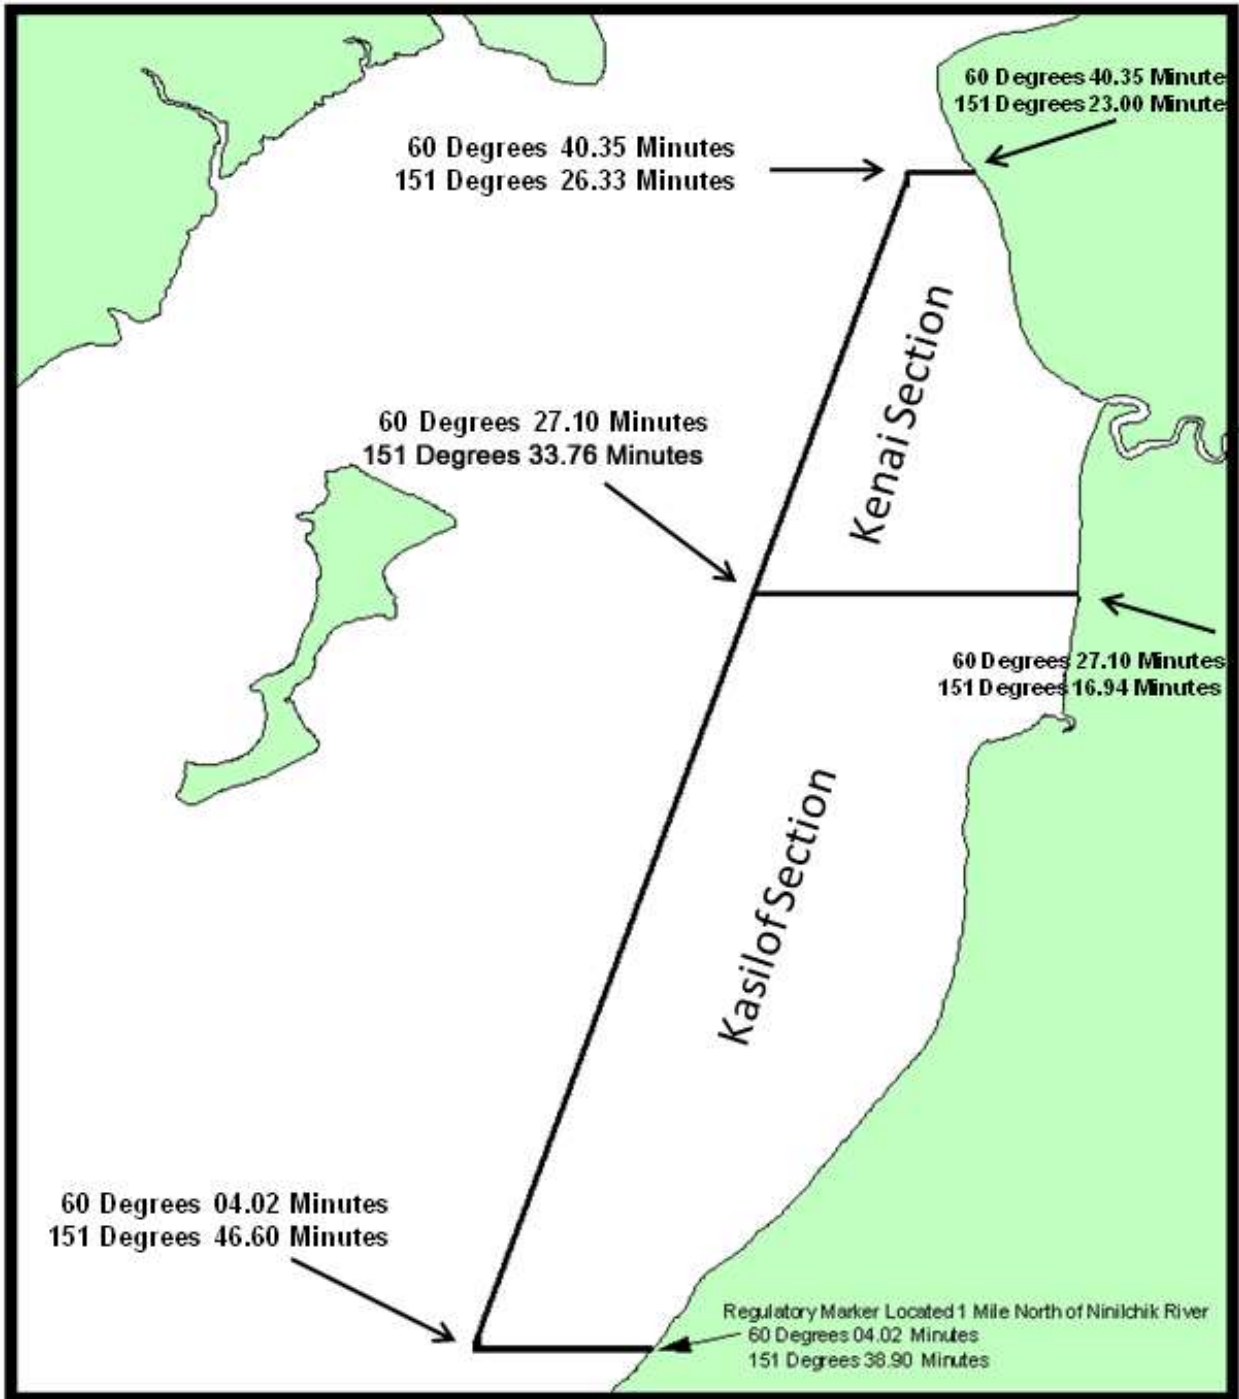 60 Degrees 40.35 Minute
151 Degrees 23.00 Minute
60 Degrees 40.35 Minutes
151 Degrees 26.33 Minutes
Kenai Section
60 Degrees 27.10 Minutes
151 Degrees 33.76 Minutes
60 Degrees 27.10 Minutes
151 Degrees 16.94 Minutes
Kasilof Section
60 Degrees 04.02 Minutes
151 Degrees 46.60 Minutes
Regulatory Marker Located 1 Mile North of Ninilchik River
60 Degrees 04.02 Minutes
151 Degrees 38.90 Minutes